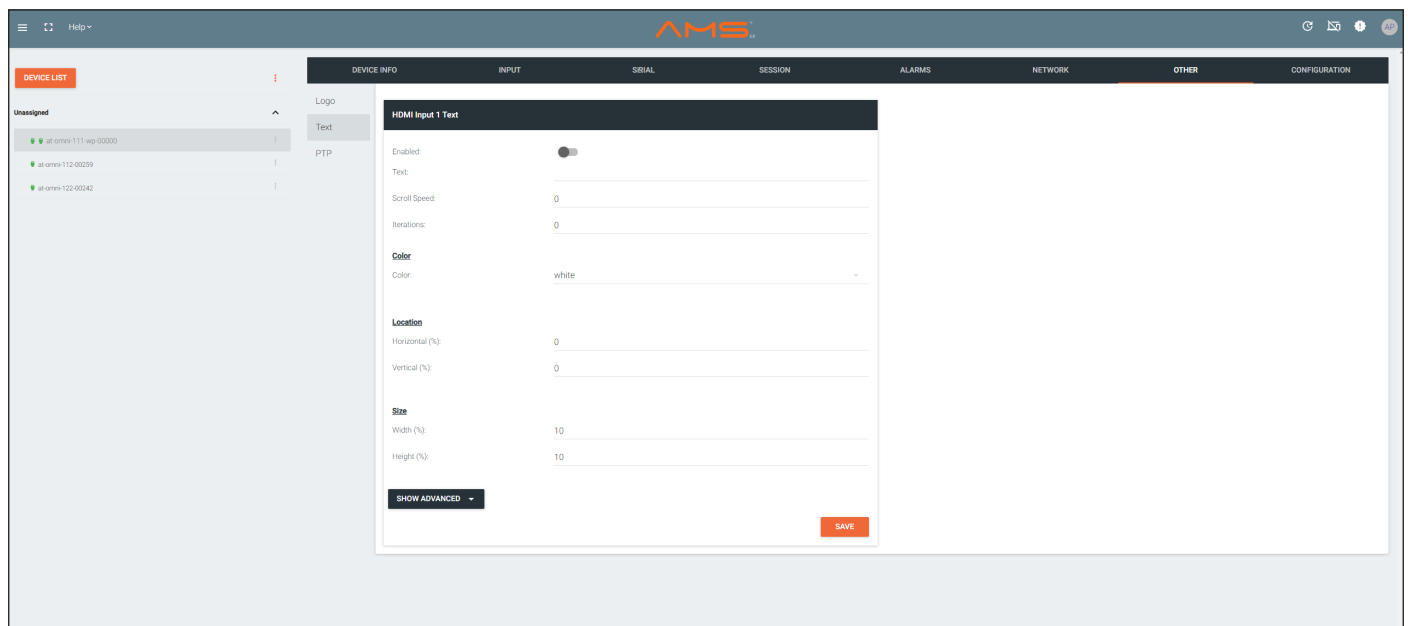 Help
AMS
AP
DEVICE LIST
DEVICE INFO INPUT SERIAL SESSION ALARMS NETWORK OTHER CONFIGURATION
Unassigned
at-omni-111-wp-00000
at-omni-112-00259
at-omni-122-00242
Logo
Text
PTP
HDMI Input 1 Text
Enabled:
Text:
Scroll Speed: 0
Iterations: 0
Color
Color: white
Location
Horizontal (%): 0
Vertical (%): 0
Size
Width (%): 10
Height (%): 10
SHOW ADVANCED
SAVE